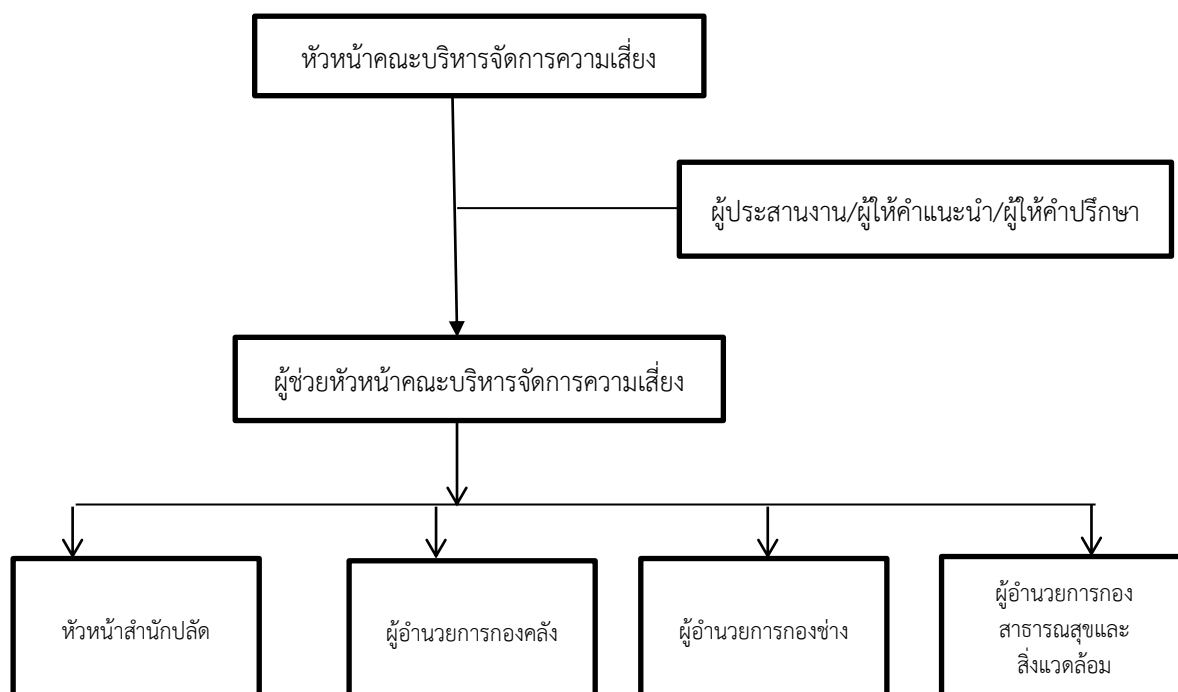 หัวหน้าคณะบริหารจัดการความเสี่ยง
ผู้ประสานงาน/ผู้ให้คำแนะนำ/ผู้ให้คำปรึกษา
ผู้ช่วยหัวหน้าคณะบริหารจัดการความเสี่ยง
หัวหน้าสำนักปลัด
ผู้อำนวยการกองคลัง
ผู้อำนวยการกองช่าง
ผู้อำนวยการกอง
สาธารณสุขและ
สิ่งแวดล้อม